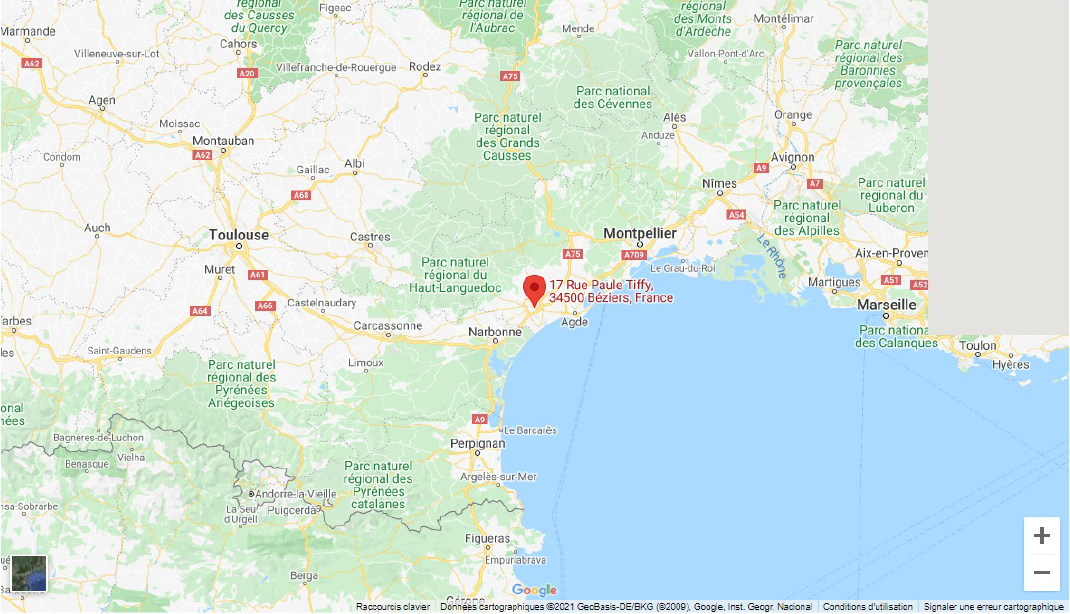 régional
des Causses
du Quercy
Figeac
Parc naturel
régional de
l'Aubrac
régional
des Monts
d'Ardèche
Montélimar
Marmande
Villeneuve-sur-Lot
Cahors
Mende
Vallon-Pont-d'Arc
Parc naturel
régional des
Baronnies
provençales
A62
A20
Villefranche-de-Rouergue
Rodez
A75
Agen
Parc national
des Cévennes
Moissac
Montauban
Parc naturel
régional
des Grands
Causses
Alès
Anduze
Orange
Condom
A62
Gaillac
Albi
Avignon
A9
A7
A68
Nîmes
Parc naturel
régional du
Luberon
Auch
Toulouse
Castres
A54
Parc naturel
régional
des Alpilles
Montpellier
Le Rhône
A75
A709
Aix-en-Proven
Muret
A61
Parc naturel
régional du
Haut-Languedoc
Le Grau-du-Roi
Martigues
A51
A52
17 Rue Paule Tiffy,
34500 Béziers, France
A64
A66
Castelnaudary
Marseille
Tarbes
Carcassonne
Narbonne
Agde
Parc nationa
des Calanques
Saint-Gaudens
Limoux
Toulon
Hyères
Parc naturel
régional des
Pyrénées
Ariégeoises
A9
Le Barcarès
Bagnères-de-Luchon
Perpignan
Vielha
Benasque
Parc naturel
régional des
Pyrénées
catalanes
Argelès-sur-Mer
Andorre-la-Vieille
La Seu
d'Urgell
Puigcerda
nsa-Sobrarbe
Figueras
Empuriabrava
Berga
Gérone
Google
Raccourcis clavier
Données cartographiques ©2021 GeoBasis-DE/BKG (©2009), Google, Inst. Geogr. Nacional
Conditions d'utilisation
Signaler une erreur cartographique